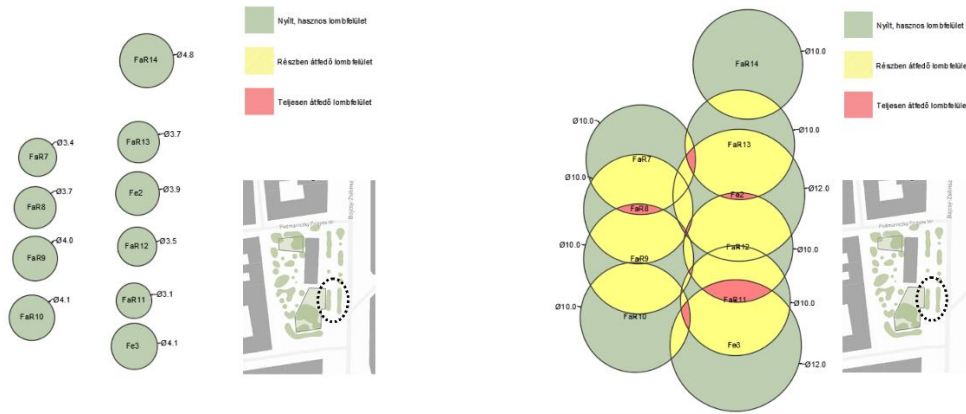 FaR14
Ø4.8
FaR13
Ø3.7
FaR7
Ø3.4
Fe2
Ø3.9
FaR8
Ø3.7
FaR12
Ø3.5
FaR9
Ø4.0
FaR11
Ø3.1
FaR10
Ø4.1
Fe3
Ø4.1
Nyílt, hasznos lombfelület
Részben átfedő lombfelület
Teljesen átfedő lombfelület
FaR14
Ø10.0
FaR13
Ø10.0
FaR7
Ø10.0
Fe2
Ø12.0
FaR8
Ø10.0
FaR12
Ø10.0
FaR9
Ø10.0
FaR11
Ø10.0
FaR10
Ø10.0
Fe3
Ø12.0
Nyílt, hasznos lombfelüle
Részben átfedő lombfelü
Teljesen átfedő lombfelü